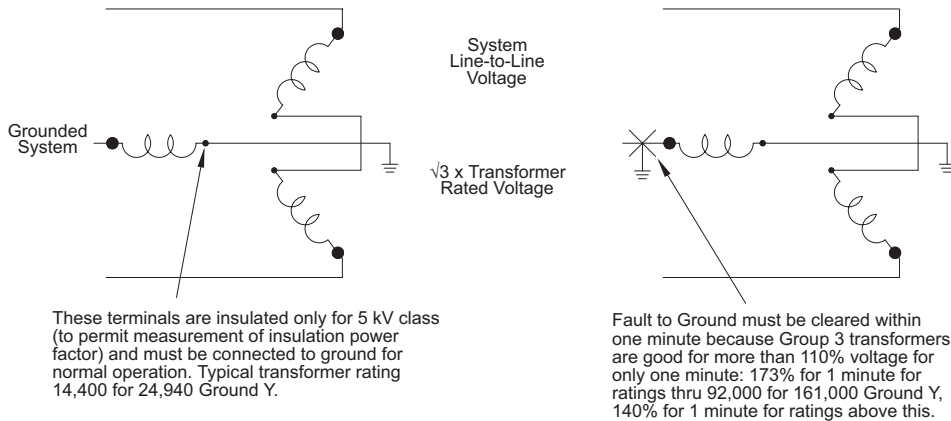 System
Line-to-Line
Voltage
Grounded
System
√3 x Transformer
Rated Voltage
These terminals are insulated only for 5 kV class
(to permit measurement of insulation power
factor) and must be connected to ground for
normal operation. Typical transformer rating
14,400 for 24,940 Ground Y.
Fault to Ground must be cleared within
one minute because Group 3 transformers
are good for more than 110% voltage for
only one minute: 173% for 1 minute for
ratings thru 92,000 for 161,000 Ground Y,
140% for 1 minute for ratings above this.